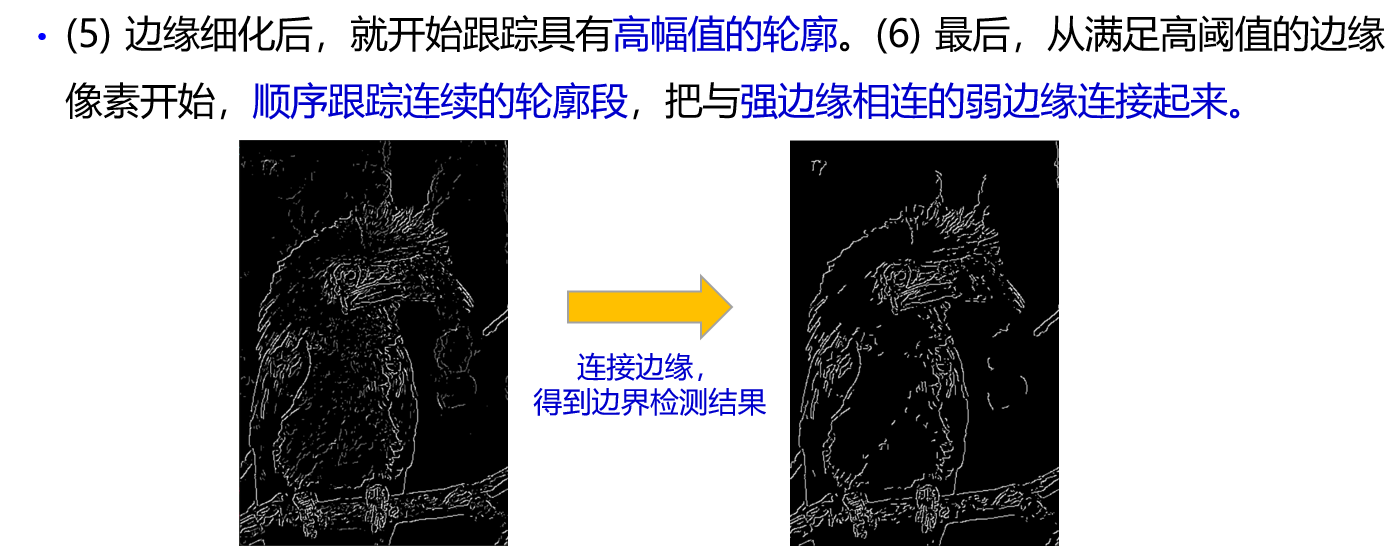 • (5) 边缘细化后，就开始跟踪具有高幅值的轮廓。(6) 最后，从满足高阈值的边缘
像素开始，顺序跟踪连续的轮廓段，把与强边缘相连的弱边缘连接起来。
连接边缘，
得到边界检测结果